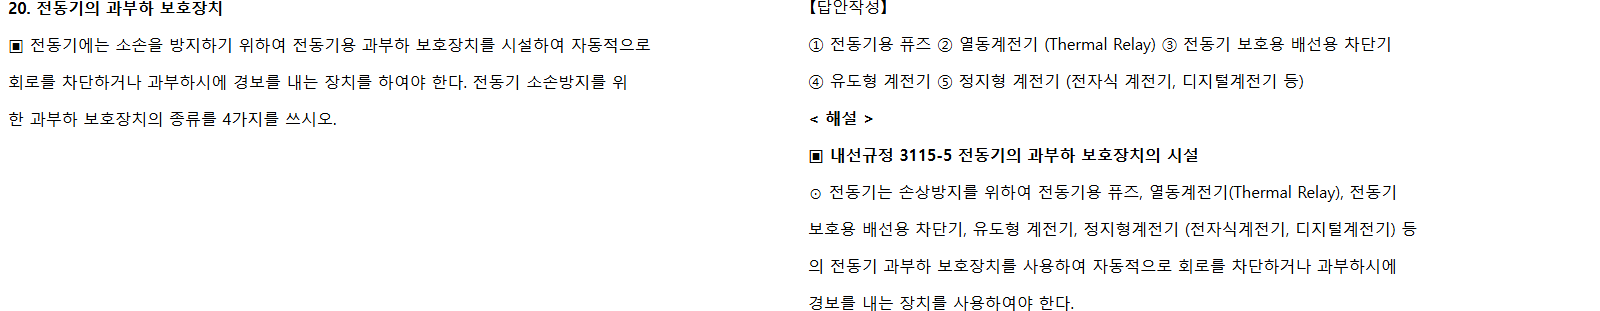 20. 전동기의 과부하 보호장치
▣ 전동기에는 소손을 방지하기 위하여 전동기용 과부하 보호장치를 시설하여 자동적으로
회로를 차단하거나 과부하시에 경보를 내는 장치를 하여야 한다. 전동기 소손방지를 위
한 과부하 보호장치의 종류를 4가지를 쓰시오.
【답안작성】
① 전동기용 퓨즈 ② 열동계전기 (Thermal Relay) ③ 전동기 보호용 배선용 차단기
④ 유도형 계전기 ⑤ 정지형 계전기 (전자식 계전기, 디지털계전기 등)
< 해설 >
▣ 내선규정 3115-5 전동기의 과부하 보호장치의 시설
⊙ 전동기는 손상방지를 위하여 전동기용 퓨즈, 열동계전기(Thermal Relay), 전동기
보호용 배선용 차단기, 유도형 계전기, 정지형계전기 (전자식계전기, 디지털계전기) 등
의 전동기 과부하 보호장치를 사용하여 자동적으로 회로를 차단하거나 과부하시에
경보를 내는 장치를 사용하여야 한다.